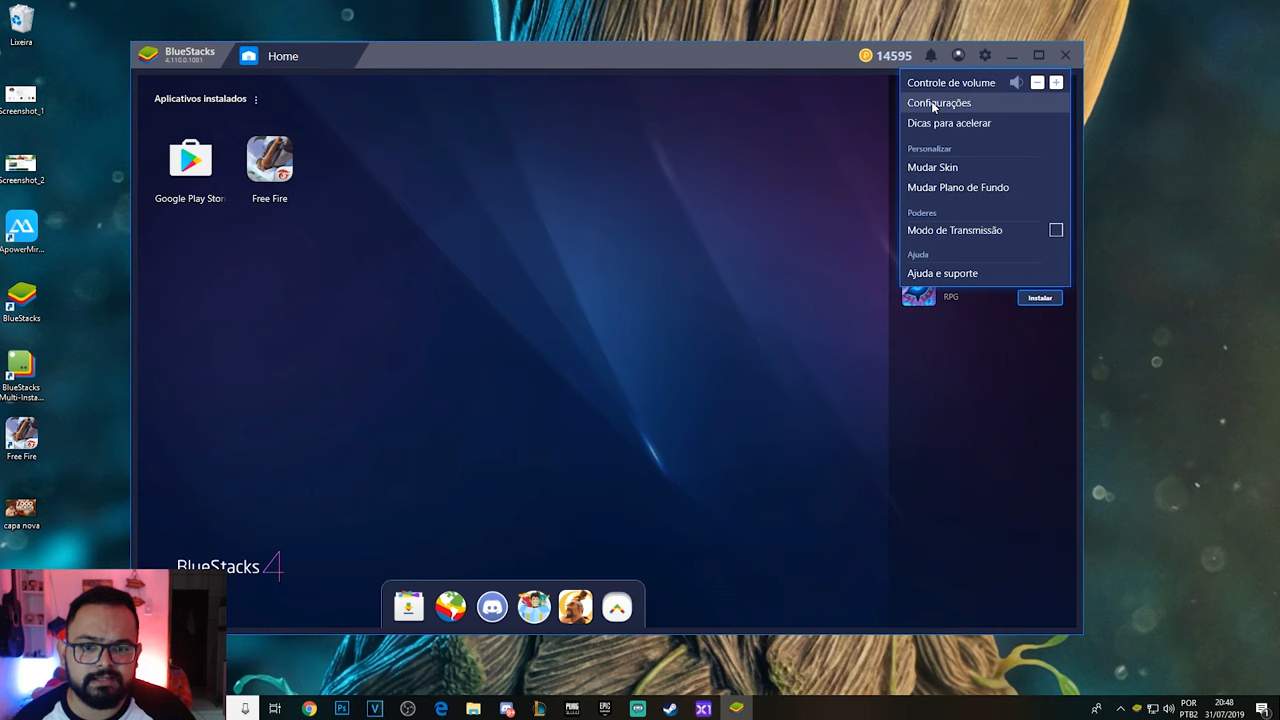 Lixeira
Screenshot_1
Screenshot_2
ApowerMir...
BlueStacks
BlueStacks
Multi-Insta...
Free Fire
capa nova
BlueStacks
4.110.0.1081
Home
14595
Aplicativos instalados
Google Play Stor
Free Fire
Controle de volume
Configurações
Dicas para acelerar
Personalizar
Mudar Skin
Mudar Plano de Fundo
Poderes
Modo de Transmissão
Ajuda
Ajuda e suporte
RPG
Instalar
BlueStacks 4
POR
PTB2
20:48
31/07/2019